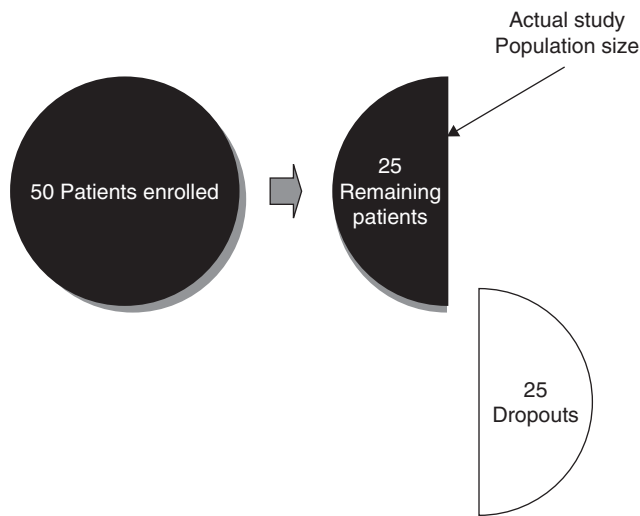 Actual study
Population size
50 Patients enrolled
25
Remaining
patients
25
Dropouts